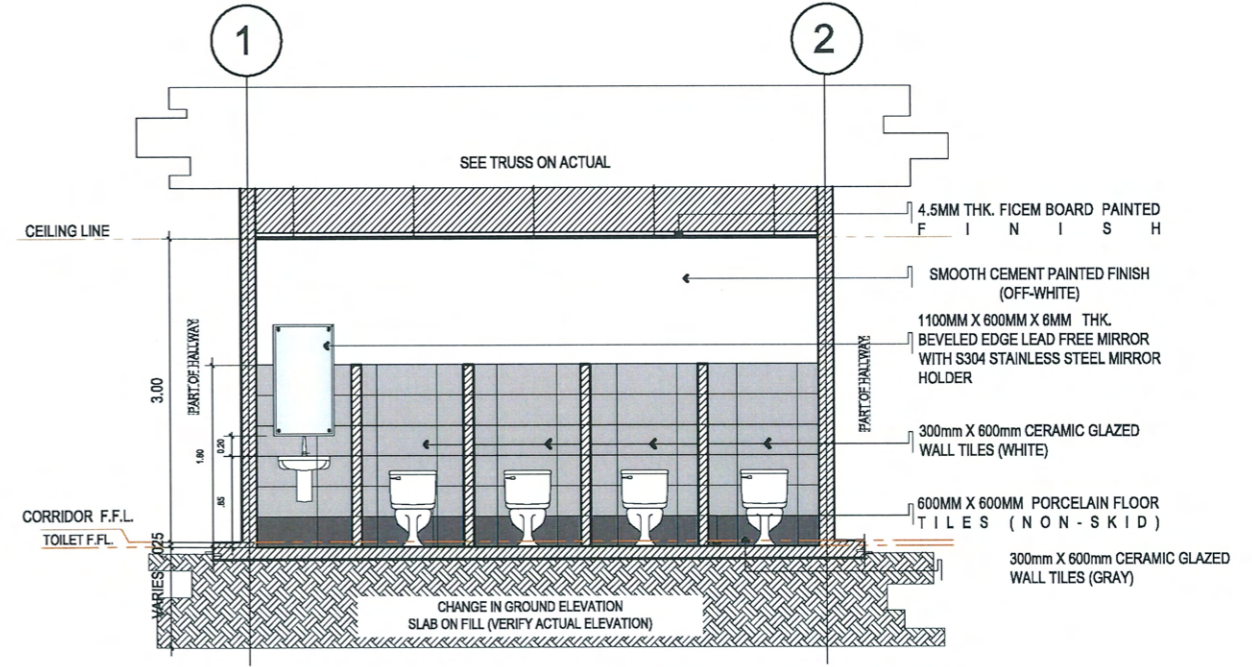 1
2
SEE TRUSS ON ACTUAL
CEILING LINE
4.5MM THK. FICEM BOARD PAINTED
F I N I S H
SMOOTH CEMENT PAINTED FINISH
(OFF-WHITE)
1100MM X 600MM X 6MM THK.
BEVELED EDGE LEAD FREE MIRROR
WITH S304 STAINLESS STEEL MIRROR
HOLDER
PART OF HALLWAY
PART OF HALLWAY
3.00
1.80
0.20
.85
300mm X 600mm CERAMIC GLAZED
WALL TILES (WHITE)
CORRIDOR F.F.L.
TOILET F.FL.
.025
VARIES
600MM X 600MM PORCELAIN FLOOR
T I L E S ( N O N - S K I D )
300mm X 600mm CERAMIC GLAZED
WALL TILES (GRAY)
CHANGE IN GROUND ELEVATION
SLAB ON FILL (VERIFY ACTUAL ELEVATION)